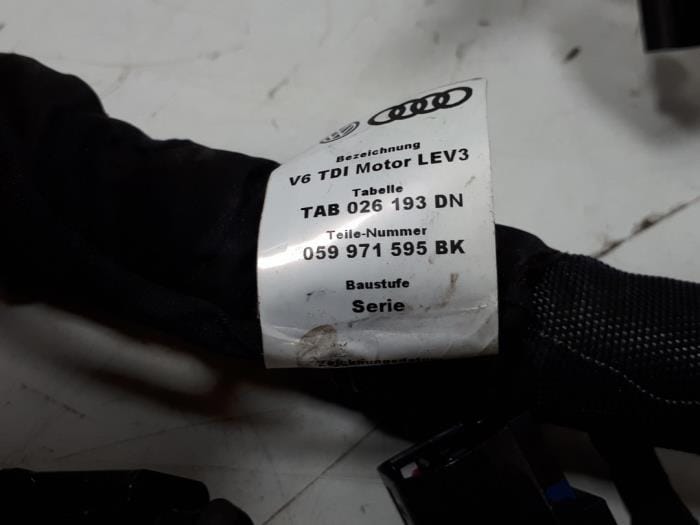 Bezeichnung
V6 TDI Motor LEV3
Tabelle
TAB 026 193 DN
Teile-Nummer
059 971 595 BK
Baustufe
Serie